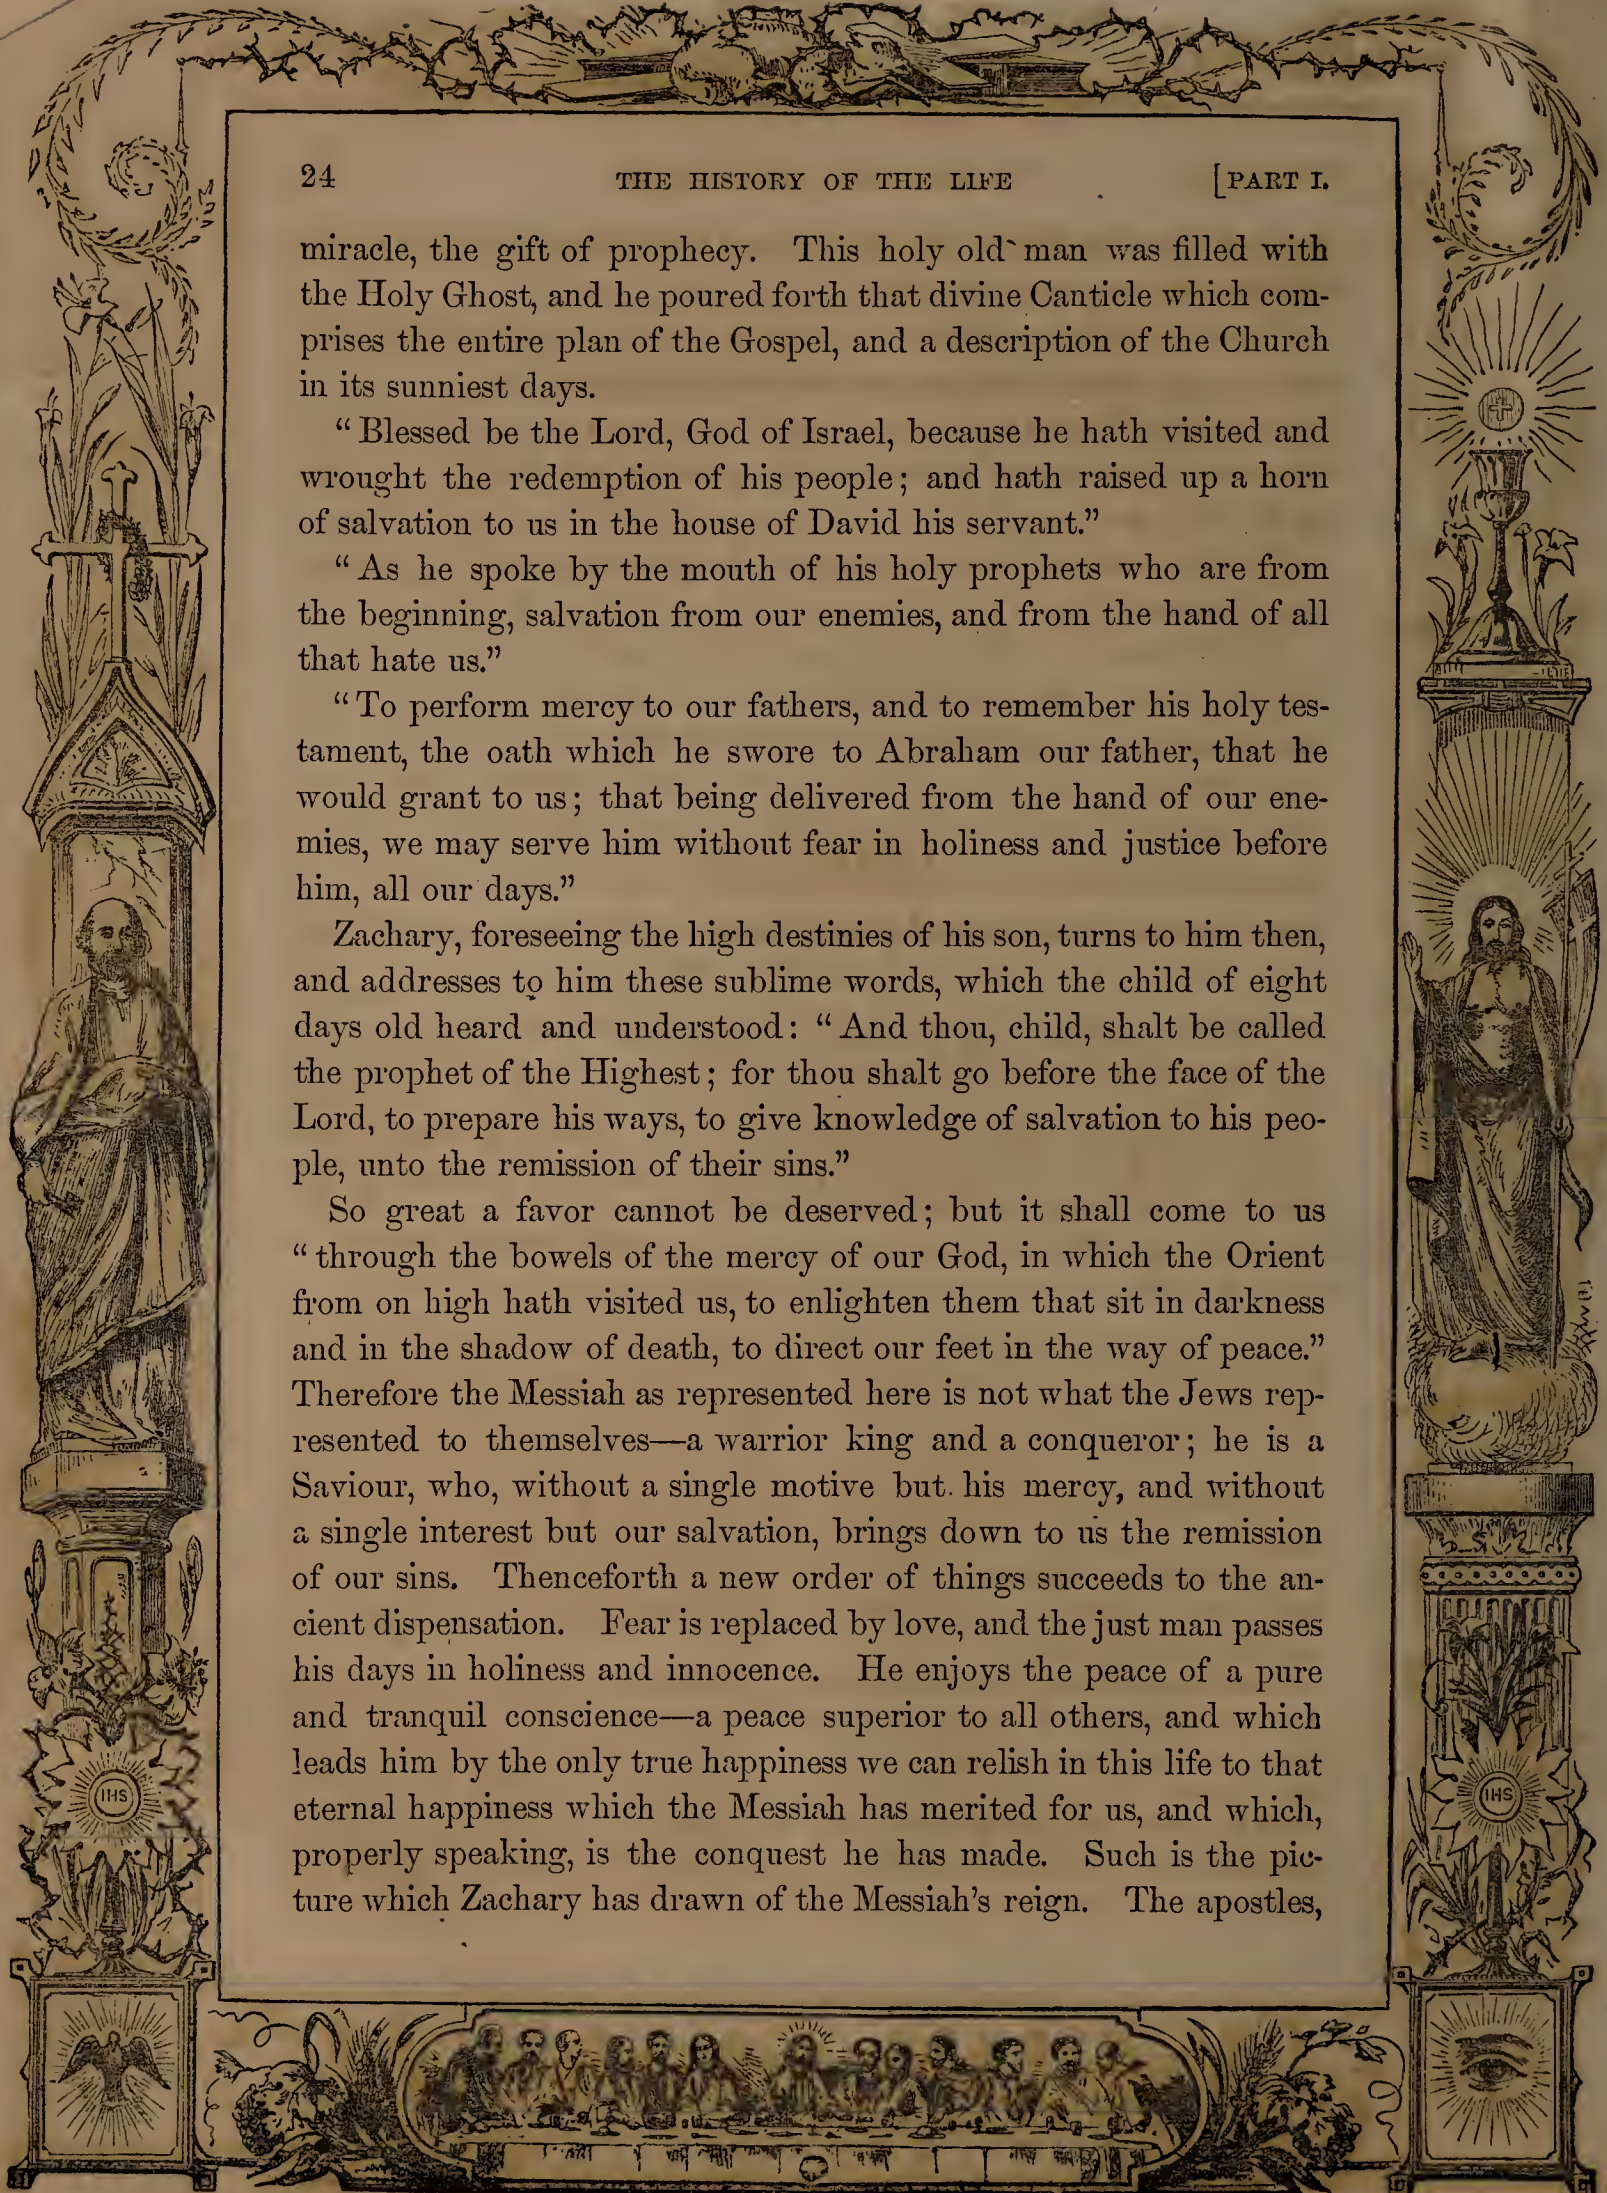 24 THE HISTORY OF THE LIFE [PART I.
miracle, the gift of prophecy. This holy old man was filled with
the Holy Ghost, and he poured forth that divine Canticle which com-
prises the entire plan of the Gospel, and a description of the Church
in its sunniest days.
“Blessed be the Lord, God of Israel, because he hath visited and
wrought the redemption of his people; and hath raised up a horn
of salvation to us in the house of David his servant.”
“As he spoke by the mouth of his holy prophets who are from
the beginning, salvation from our enemies, and from the hand of all
that hate us.”
“To perform mercy to our fathers, and to remember his holy tes-
tament, the oath which he swore to Abraham our father, that he
would grant to us; that being delivered from the hand of our ene-
mies, we may serve him without fear in holiness and justice before
him, all our days.”
Zachary, foreseeing the high destinies of his son, turns to him then,
and addresses to him these sublime words, which the child of eight
days old heard and understood: “And thou, child, shalt be called
the prophet of the Highest; for thou shalt go before the face of the
Lord, to prepare his ways, to give knowledge of salvation to his peo-
ple, unto the remission of their sins.”
So great a favor cannot be deserved; but it shall come to us
“through the bowels of the mercy of our God, in which the Orient
from on high hath visited us, to enlighten them that sit in darkness
and in the shadow of death, to direct our feet in the way of peace.”
Therefore the Messiah as represented here is not what the Jews rep-
resented to themselves—a warrior king and a conqueror; he is a
Saviour, who, without a single motive but his mercy, and without
a single interest but our salvation, brings down to us the remission
of our sins. Thenceforth a new order of things succeeds to the an-
cient dispensation. Fear is replaced by love, and the just man passes
his days in holiness and innocence. He enjoys the peace of a pure
and tranquil conscience—a peace superior to all others, and which
leads him by the only true happiness we can relish in this life to that
eternal happiness which the Messiah has merited for us, and which,
properly speaking, is the conquest he has made. Such is the pic-
ture which Zachary has drawn of the Messiah’s reign. The apostles,
IHS
IHS